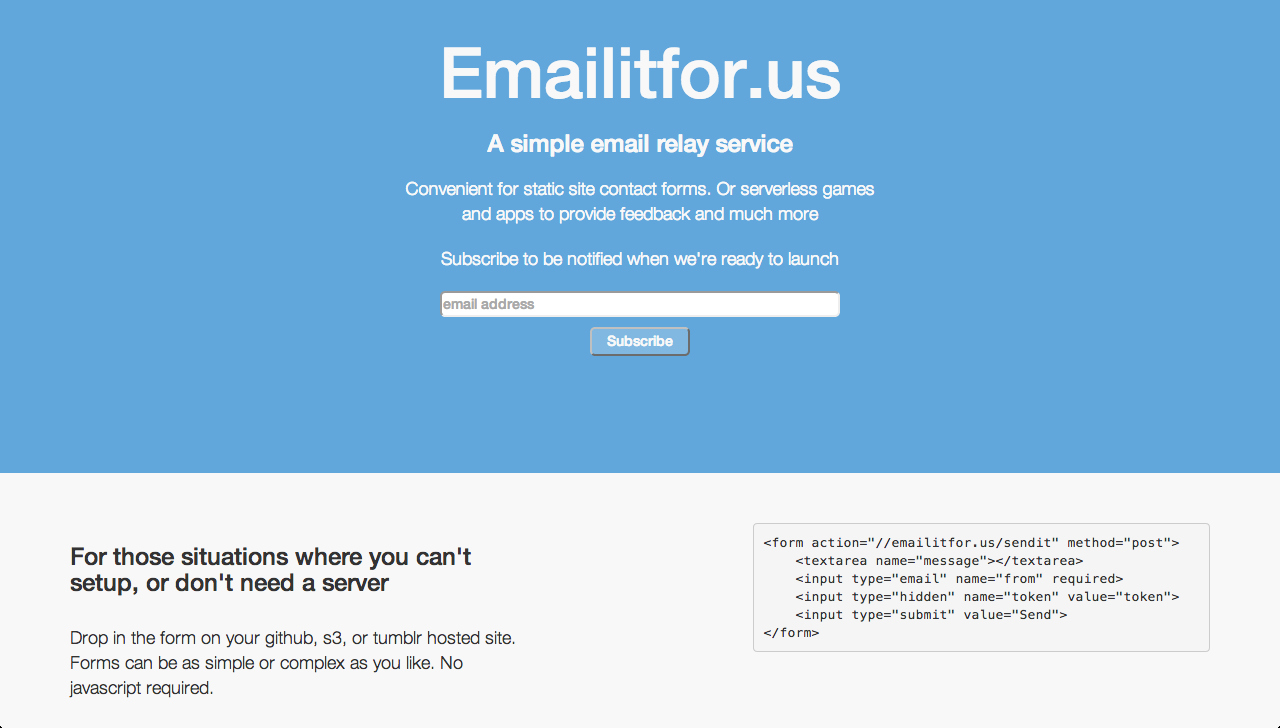 Emailitfor.us
A simple email relay service
Convenient for static site contact forms. Or serverless games
and apps to provide feedback and much more
Subscribe to be notified when we're ready to launch
email address
Subscribe
For those situations where you can't
setup, or don't need a server
Drop in the form on your github, s3, or tumblr hosted site.
Forms can be as simple or complex as you like. No
javascript required.
<form action="//emailitfor.us/sendit" method="post">
    <textarea name="message"></textarea>
    <input type="email" name="from" required>
    <input type="hidden" name="token" value="token">
    <input type="submit" value="Send">
</form>